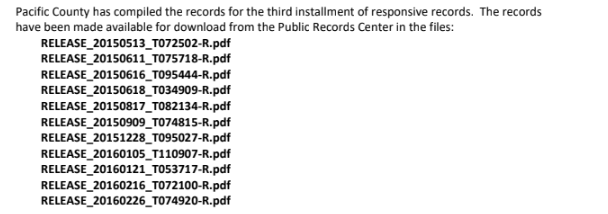 Pacific County has compiled the records for the third installment of responsive records.  The records
have been made available for download from the Public Records Center in the files:
RELEASE_20150513_T072502-R.pdf
RELEASE_20150611_T075718-R.pdf
RELEASE_20150616_T095444-R.pdf
RELEASE_20150618_T034909-R.pdf
RELEASE_20150817_T082134-R.pdf
RELEASE_20150909_T074815-R.pdf
RELEASE_20151228_T095027-R.pdf
RELEASE_20160105_T110907-R.pdf
RELEASE_20160121_T053717-R.pdf
RELEASE_20160216_T072100-R.pdf
RELEASE_20160226_T074920-R.pdf